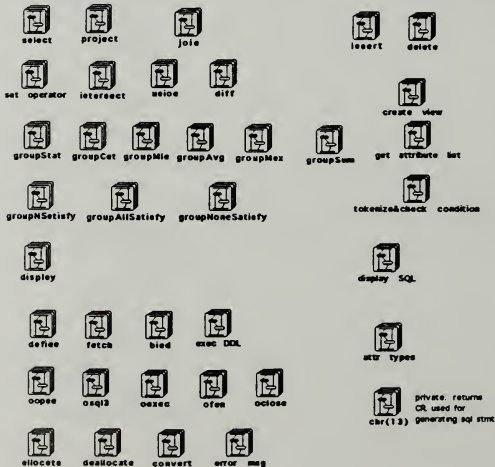 select project join insert delete
set operator intersect union diff
create view
groupStat groupCnt groupMin groupAvg groupMax groupSum get attribute list
groupNSatisfy groupAllSatisfy groupNoneSatisfy tokenize&check condition
display display SQL
define fetch bind exec DDL
attr types
oopen osql3 oexec ofen oclose
chr(13) private. returns
CR. used for
generating sql stmt
allocate deallocate convert error msg